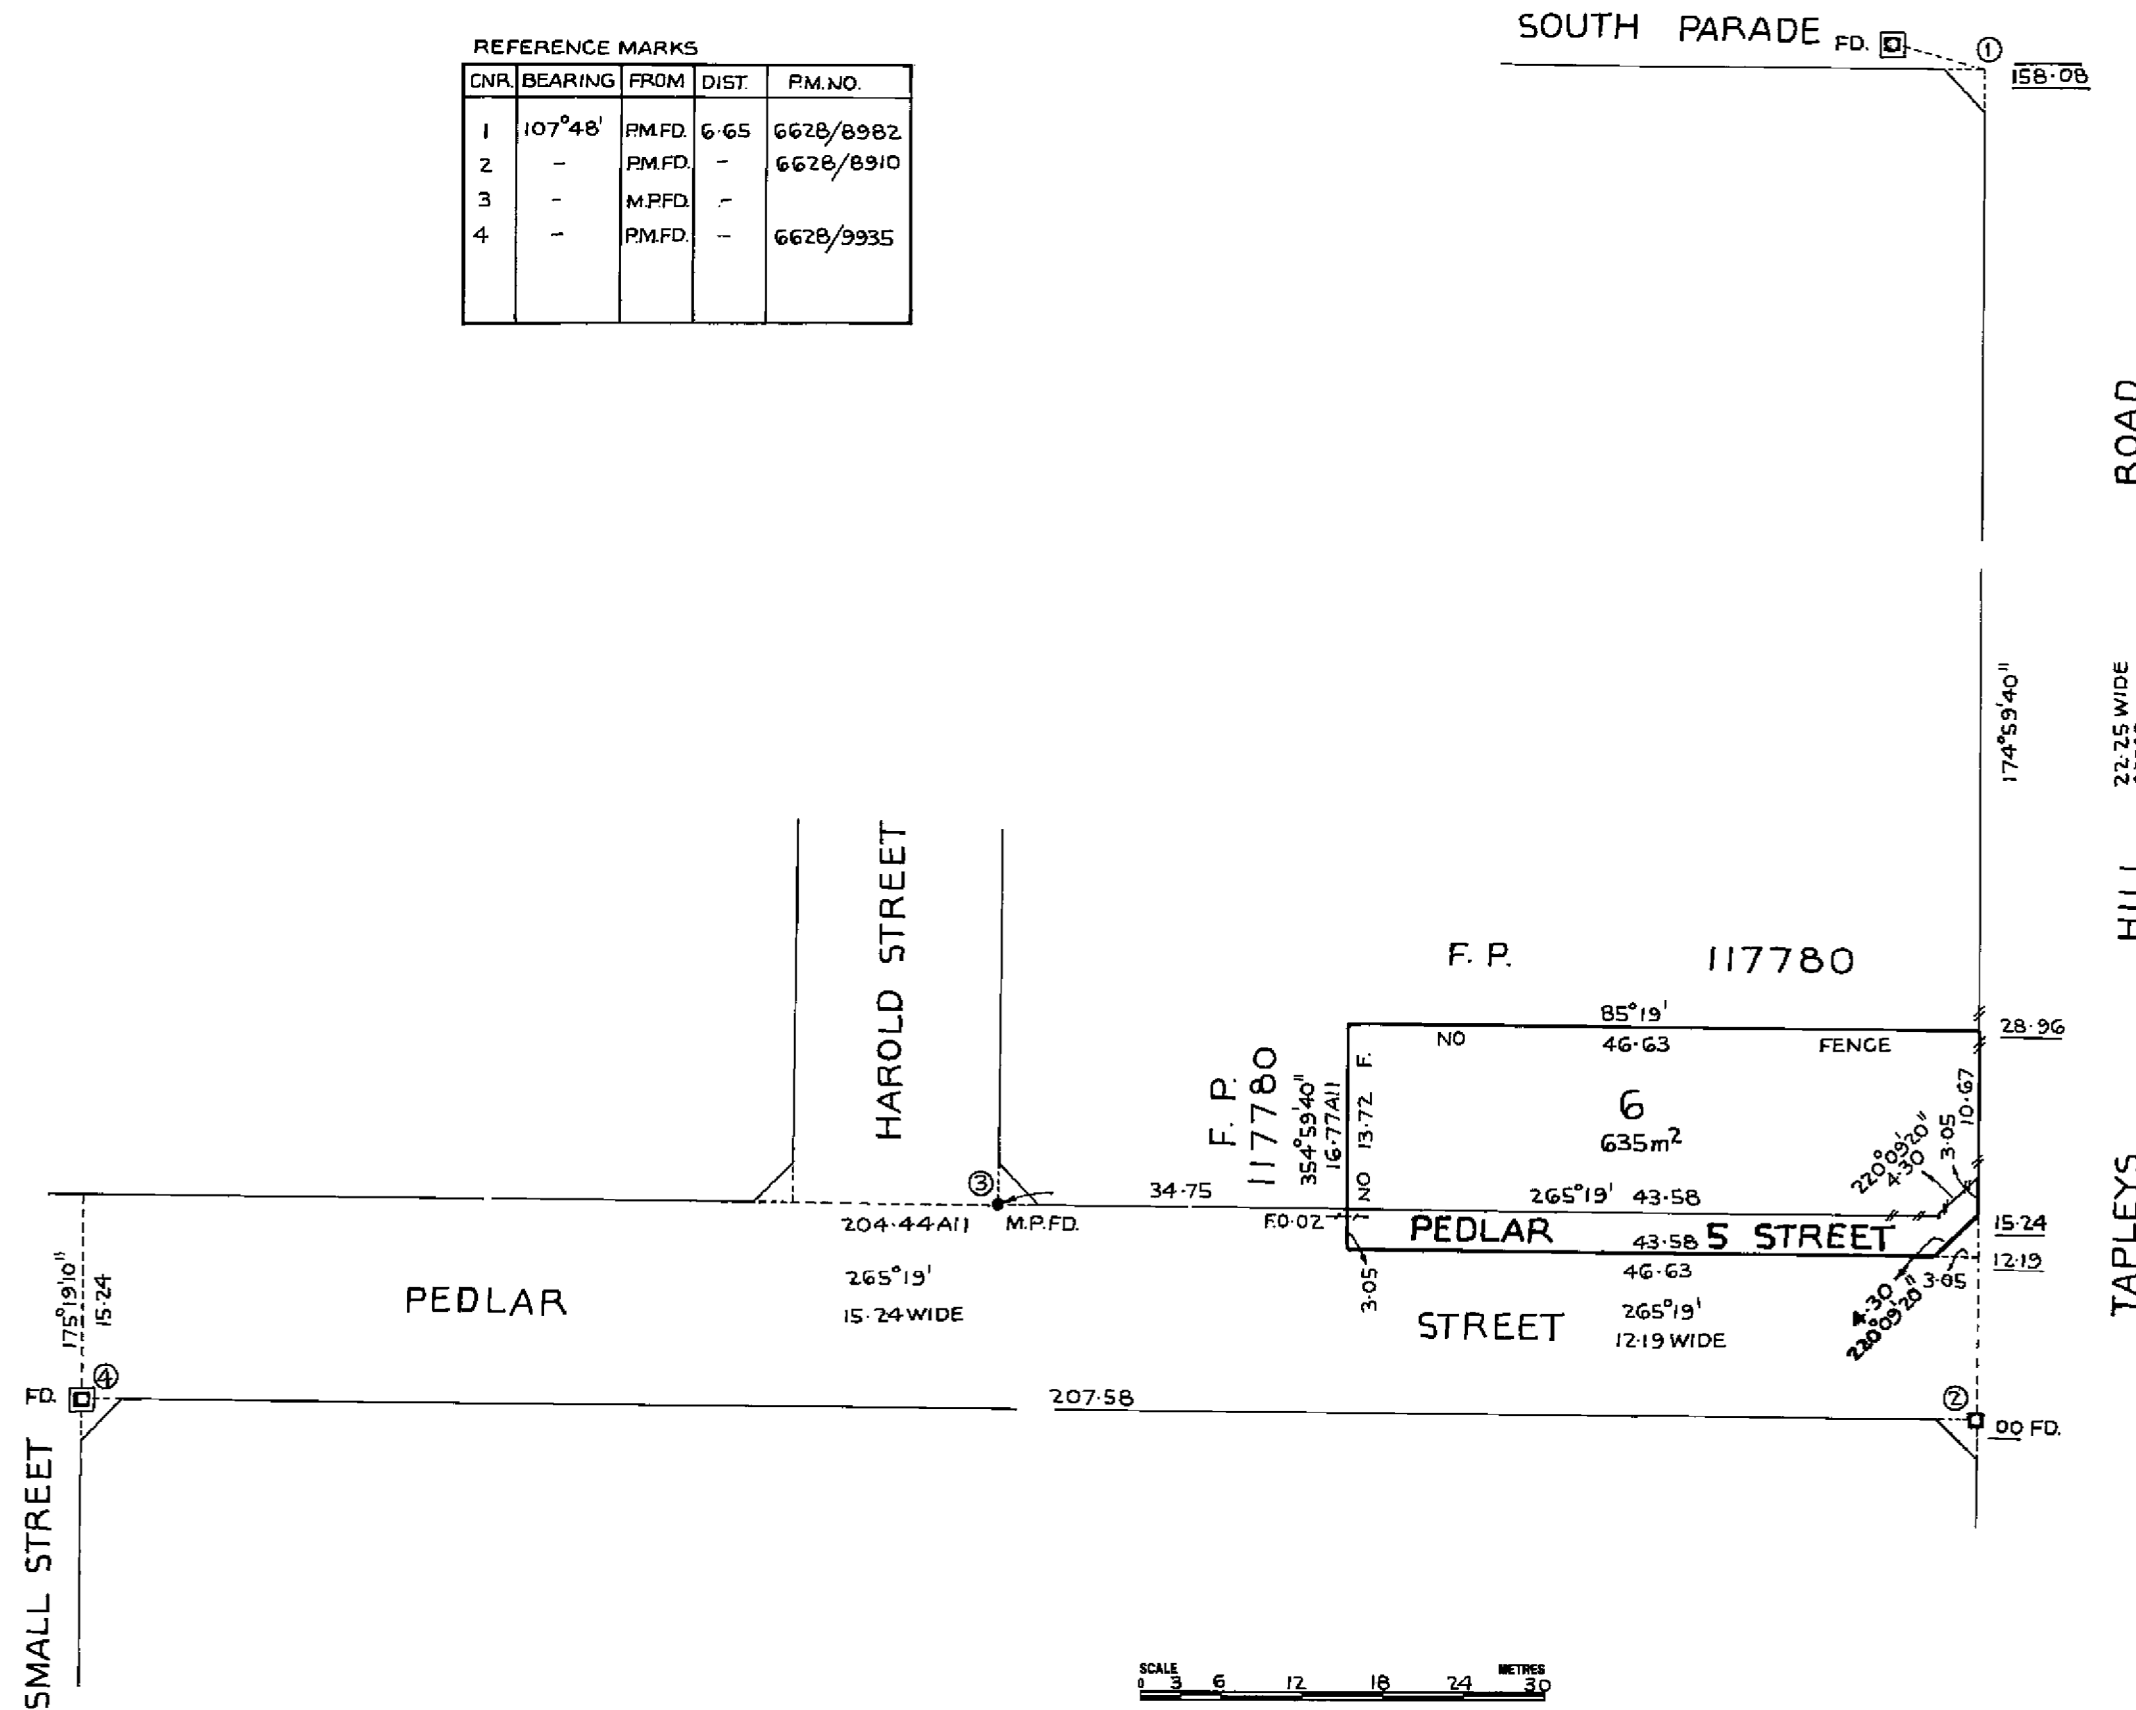 SOUTH PARADE FD. 1
158·08
REFERENCE MARKS
CNR. BEARING FROM DIST. P.M.NO.
1 107°48' P.M.FD. 6·65 6628/8982
2 – P.M.FD. – 6628/8910
3 – M.P.FD. –
4 – P.M.FD. – 6628/9935
TAPLEYS HILL ROAD
22·25 WIDE
174°59'40"
HAROLD STREET
F. P. 117780
85°19'
NO 46·63 FENCE
28·96
F. P.
117780
354°59'40"
16·77A11
NO 13·72 F.
6
635m²
10·67
3·05
220°09'20"
4·30
3
34·75
265°19' 43·58
204·44A11 M.P.FD.
F.0·02
PEDLAR 5 STREET
43·58
15·24
12·19
3·05
46·63
3·05
4·30
220°09'20"
175°19'10"
15·24
PEDLAR
265°19'
15·24 WIDE
STREET
265°19'
12·19 WIDE
FD. 4
207·58
2
00 FD.
SMALL STREET
SCALE METRES
0 3 6 12 18 24 30